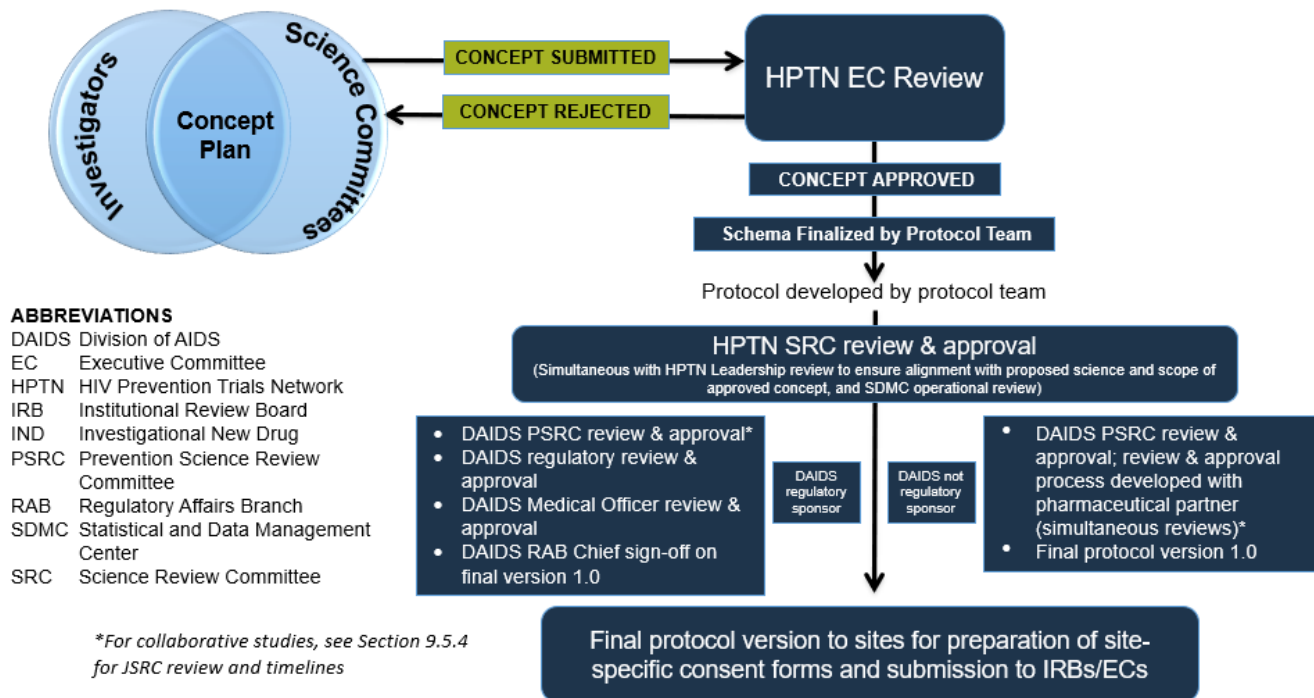 Investigators
Concept
Plan
Science Committees
CONCEPT SUBMITTED
CONCEPT REJECTED
HPTN EC Review
CONCEPT APPROVED
Schema Finalized by Protocol Team
Protocol developed by protocol team
HPTN SRC review & approval
(Simultaneous with HPTN Leadership review to ensure alignment with proposed science and scope of
approved concept, and SDMC operational review)
ABBREVIATIONS
DAIDS Division of AIDS
EC Executive Committee
HPTN HIV Prevention Trials Network
IRB Institutional Review Board
IND Investigational New Drug
PSRC Prevention Science Review
Committee
RAB Regulatory Affairs Branch
SDMC Statistical and Data Management
Center
SRC Science Review Committee
• DAIDS PSRC review & approval*
• DAIDS regulatory review &
approval
• DAIDS Medical Officer review &
approval
• DAIDS RAB Chief sign-off on
final version 1.0
DAIDS
regulatory
sponsor
DAIDS not
regulatory
sponsor
• DAIDS PSRC review &
approval; review & approval
process developed with
pharmaceutical partner
(simultaneous reviews)*
• Final protocol version 1.0
*For collaborative studies, see Section 9.5.4
for JSRC review and timelines
Final protocol version to sites for preparation of site-
specific consent forms and submission to IRBs/ECs